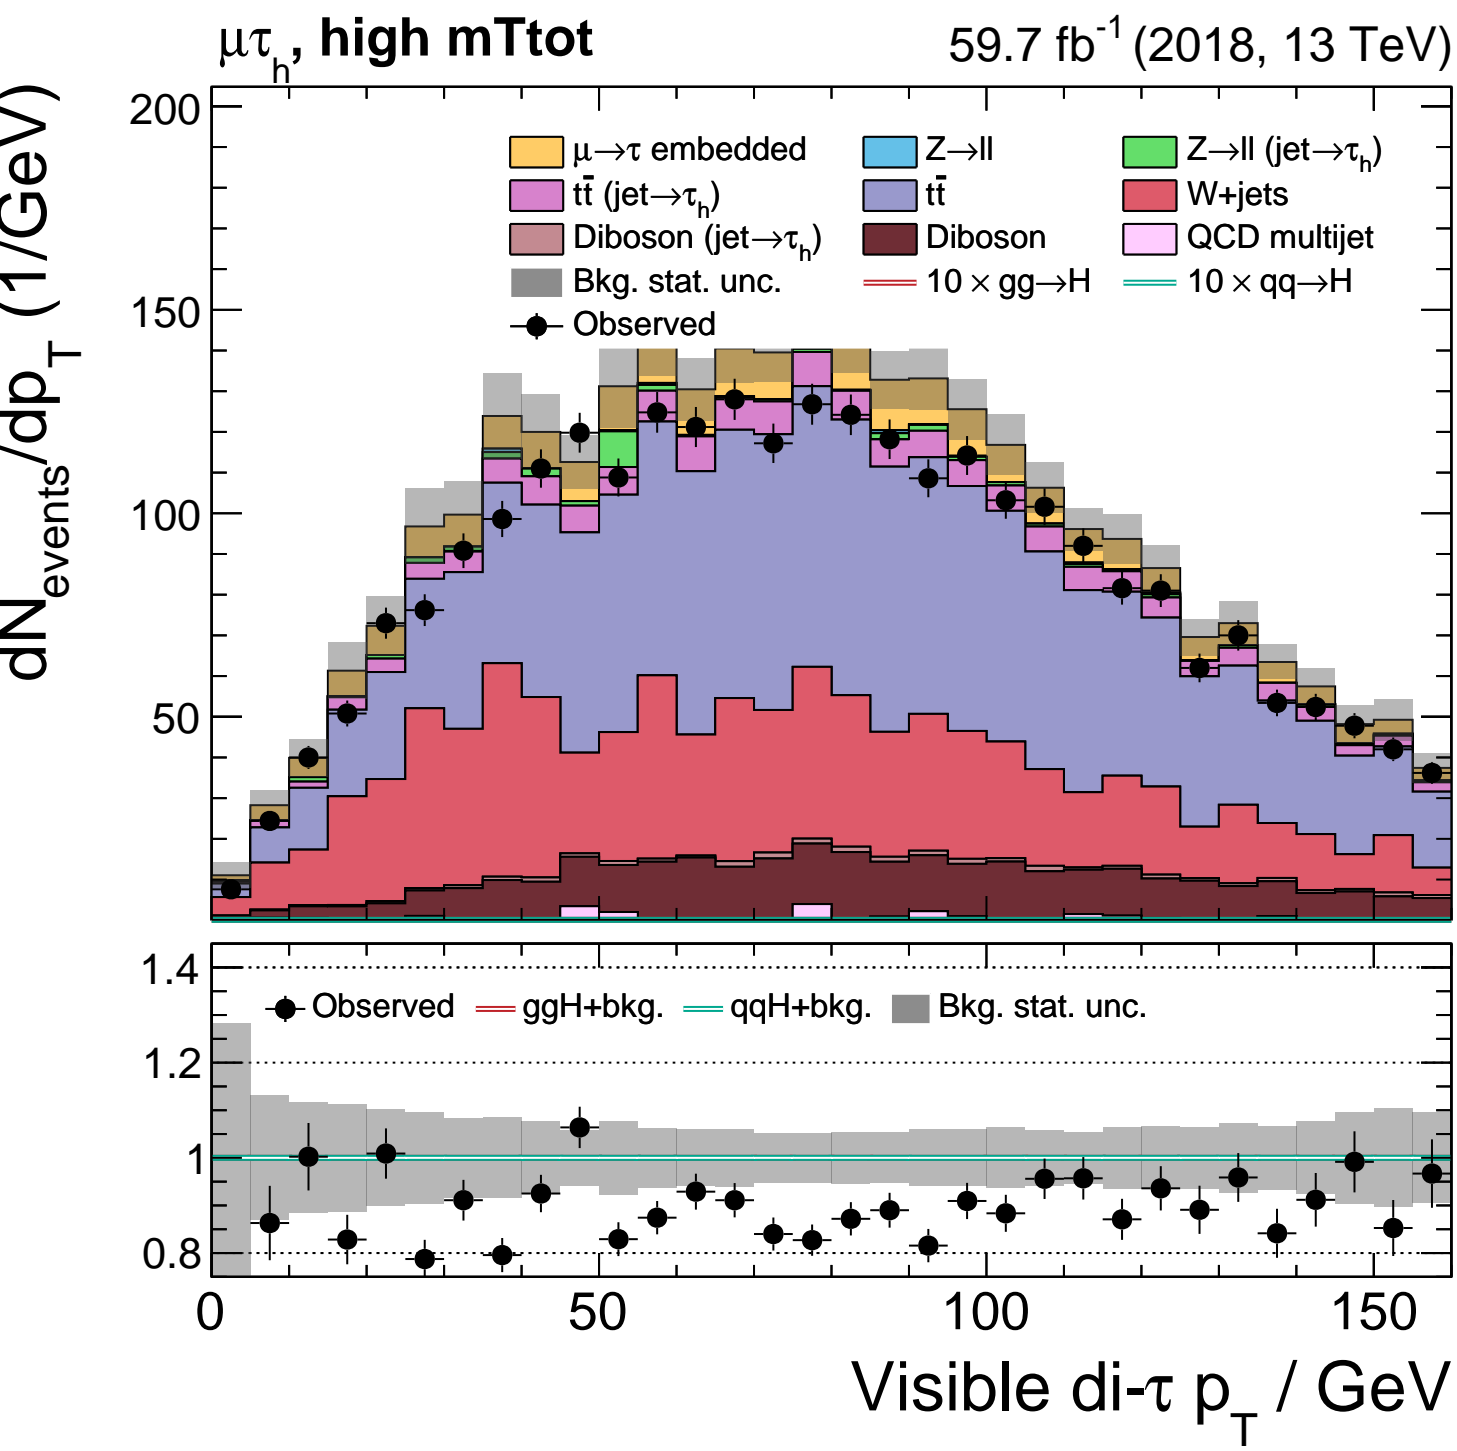 μτh, high mTtot 59.7 fb-1 (2018, 13 TeV)
dNevents/dpT (1/GeV)
200
150
100
50
μ→τ embedded Z→ll Z→ll (jet→τh)
tt̄ (jet→τh) tt̄ W+jets
Diboson (jet→τh) Diboson QCD multijet
Bkg. stat. unc. 10 × gg→H 10 × qq→H
Observed
1.4
1.2
1
0.8
Observed ggH+bkg. qqH+bkg. Bkg. stat. unc.
0 50 100 150
Visible di-τ pT / GeV